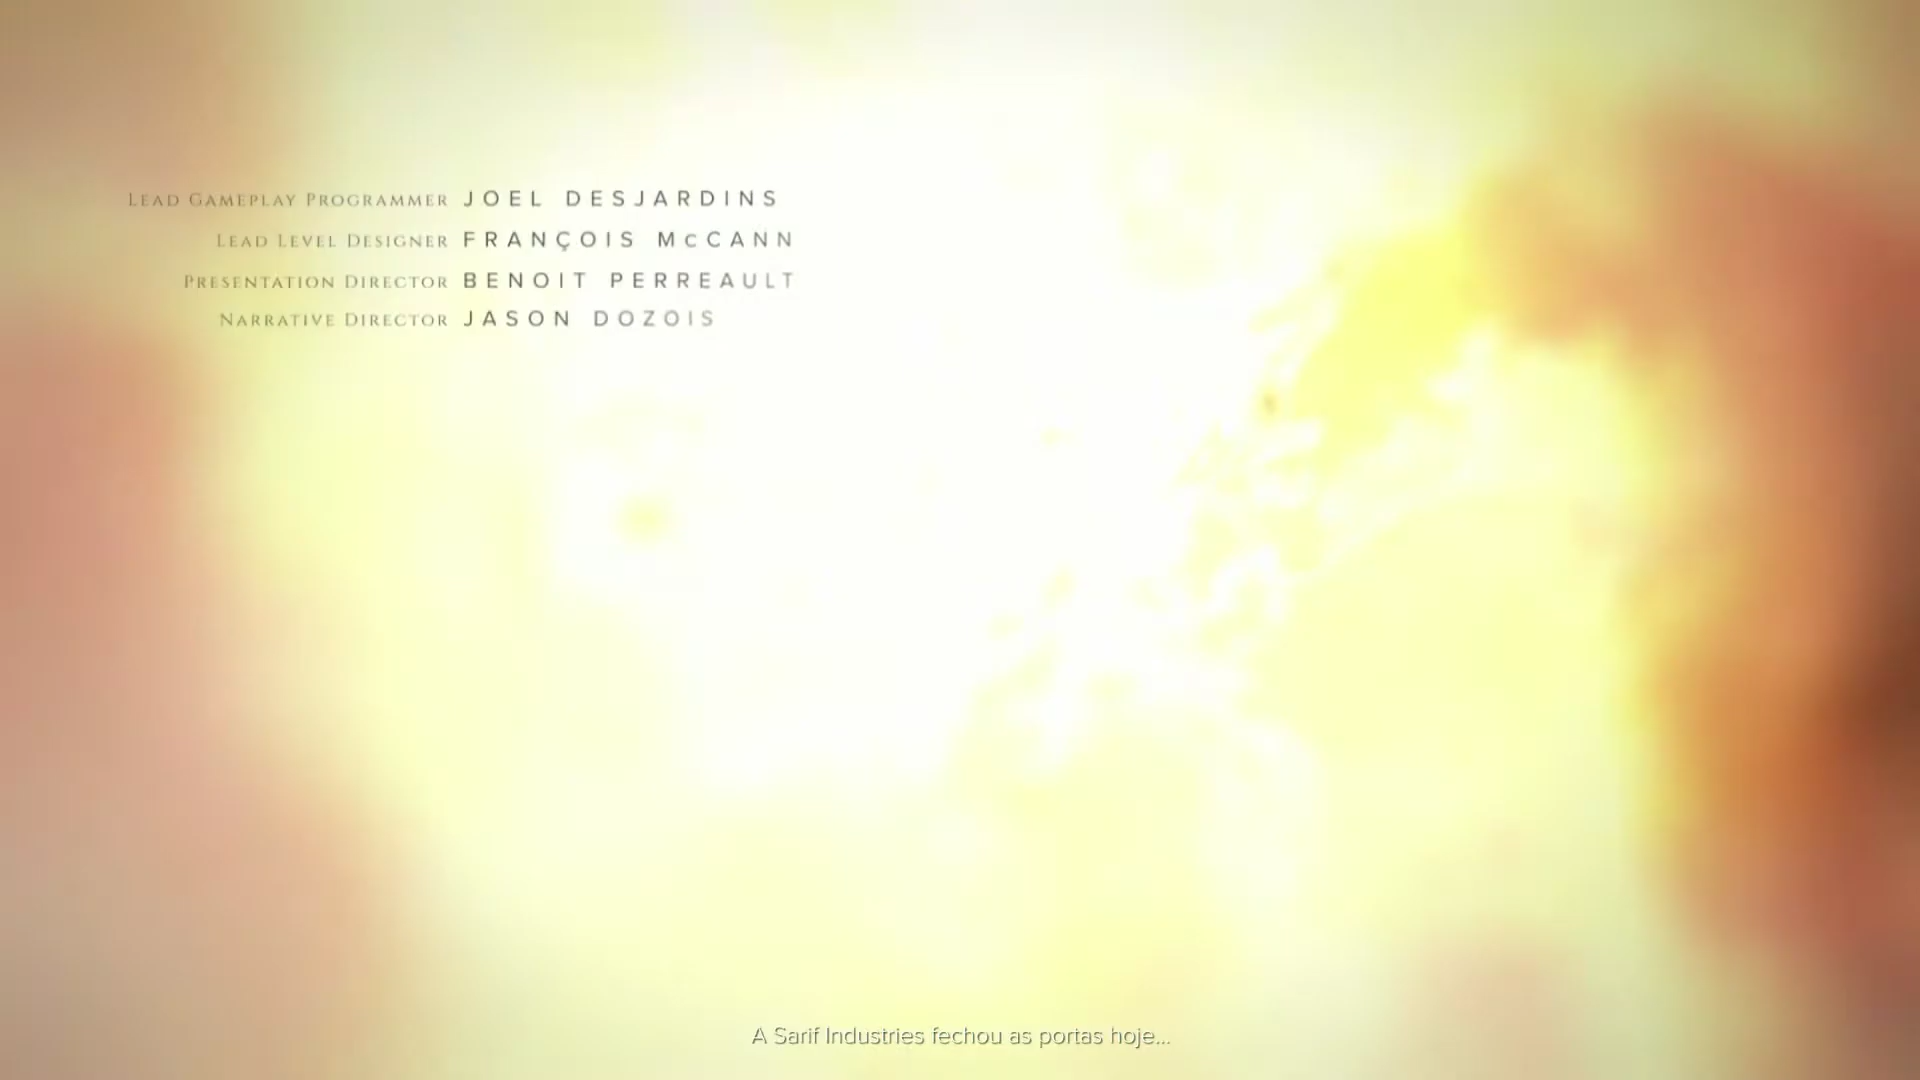 Lead Gameplay Programmer JOEL DESJARDINS
Lead Level Designer FRANÇOIS McCANN
Presentation Director BENOIT PERREAULT
Narrative Director JASON DOZOIS
A Sarif Industries fechou as portas hoje...